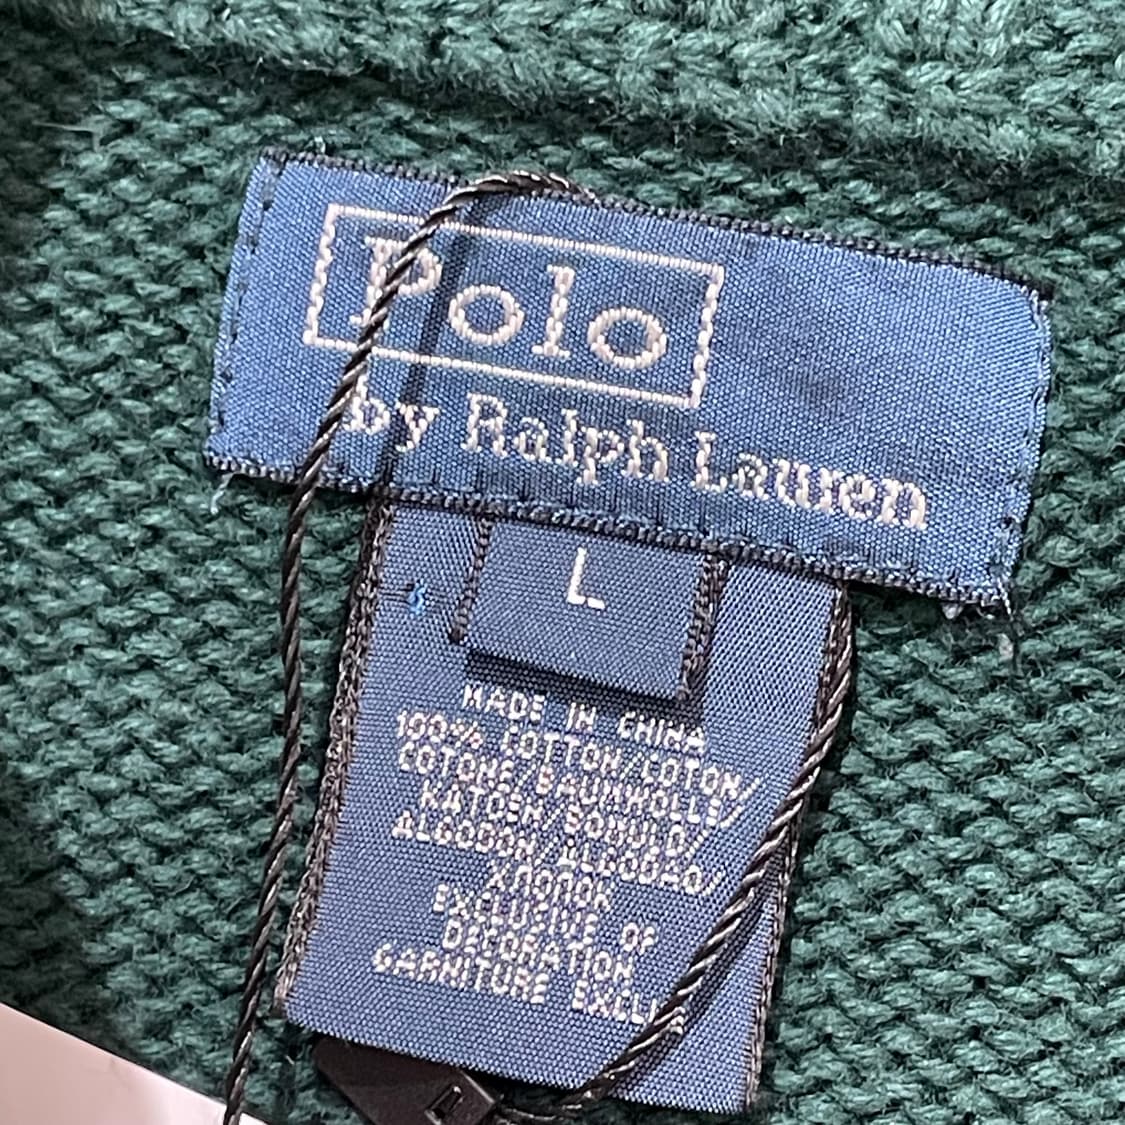 Polo
by Ralph Lauren
L
MADE IN CHINA
100% COTTON/COTON/
COTONE/BAUMWOLLE/
KATOEN/BOMULD/
ALGODON/ALGODAO/
ХЛОПОК
EXCLUSIVE OF
DECORATION
GARNITURE EXCLU